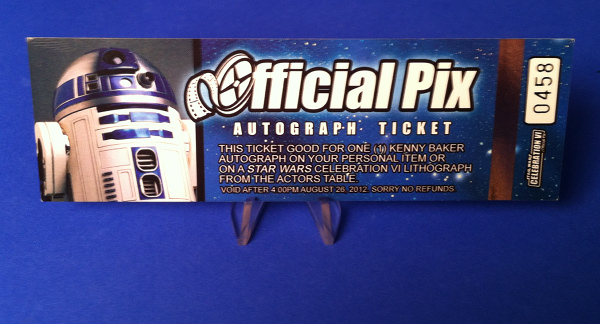 Official Pix
AUTOGRAPH TICKET
THIS TICKET GOOD FOR ONE (1) KENNY BAKER
AUTOGRAPH ON YOUR PERSONAL ITEM OR
ON A STAR WARS CELEBRATION VI LITHOGRAPH
FROM THE ACTORS TABLE.
VOID AFTER 4:00PM AUGUST 26, 2012. SORRY NO REFUNDS.
0458
STAR WARS
CELEBRATION VI